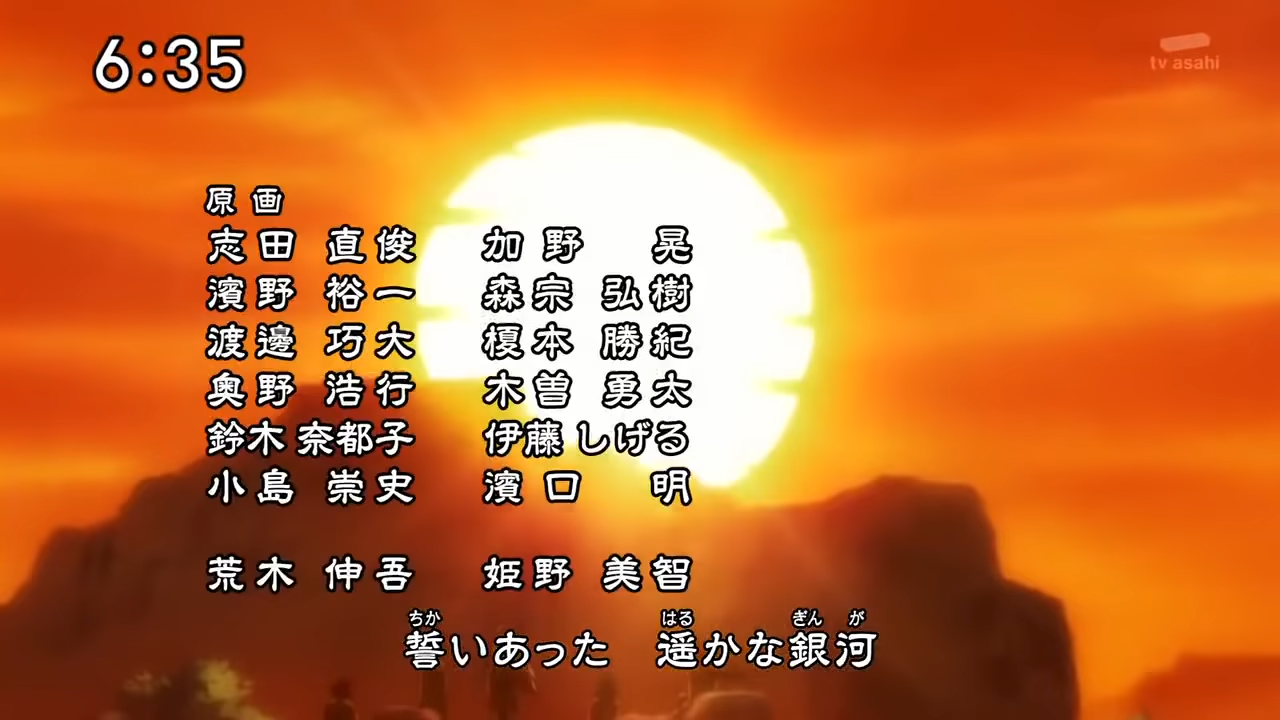 6:35
tv asahi
原画
志田 直俊 加野 晃
濱野 裕一 森宗 弘樹
渡邊 巧大 榎本 勝紀
奥野 浩行 木曽 勇太
鈴木 奈都子 伊藤 しげる
小島 崇史 濱口 明
荒木 伸吾 姫野 美智
ちか はる ぎん が
誓いあった 遥かな銀河